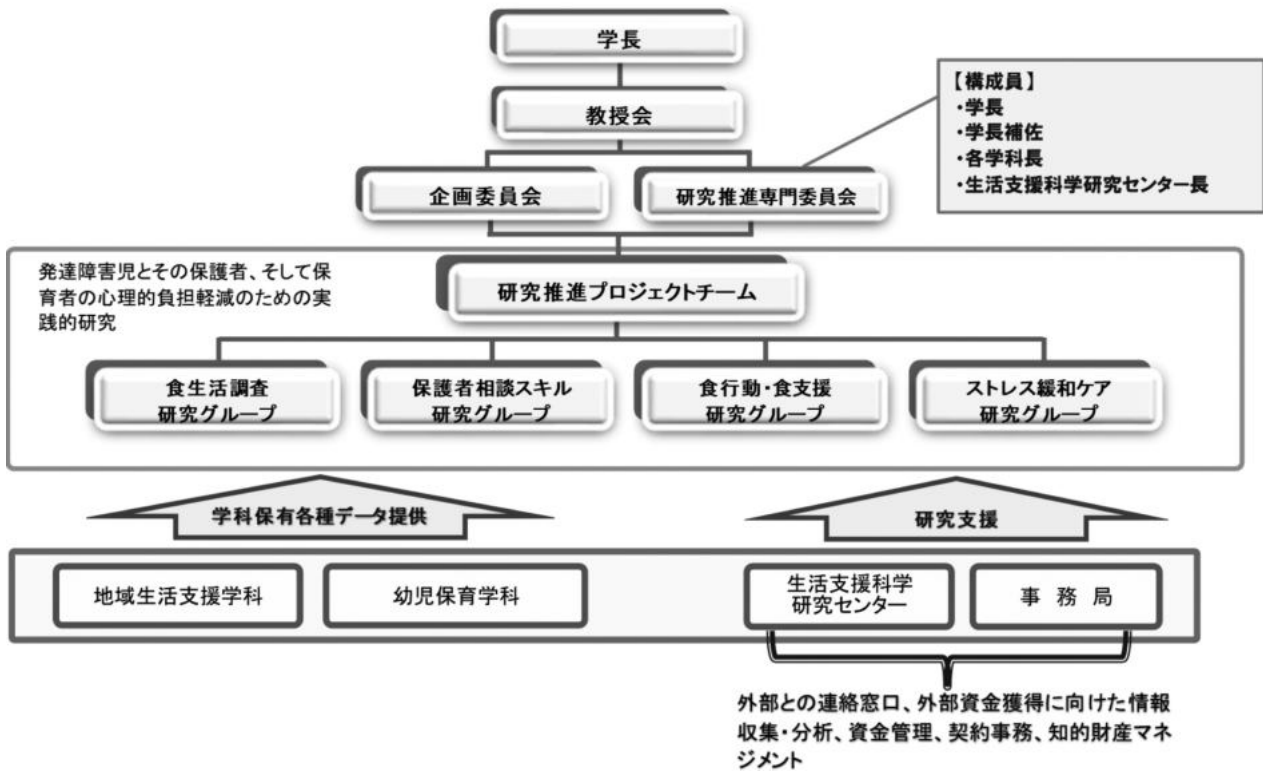 学長
教授会
【構成員】
・学長
・学長補佐
・各学科長
・生活支援科学研究センター長
企画委員会
研究推進専門委員会
発達障害児とその保護者、そして保
育者の心理的負担軽減のための実
践的研究
研究推進プロジェクトチーム
食生活調査
研究グループ
保護者相談スキル
研究グループ
食行動・食支援
研究グループ
ストレス緩和ケア
研究グループ
学科保有各種データ提供
研究支援
地域生活支援学科
幼児保育学科
生活支援科学
研究センター
事 務 局
外部との連絡窓口、外部資金獲得に向けた情報
収集・分析、資金管理、契約事務、知的財産マネ
ジメント